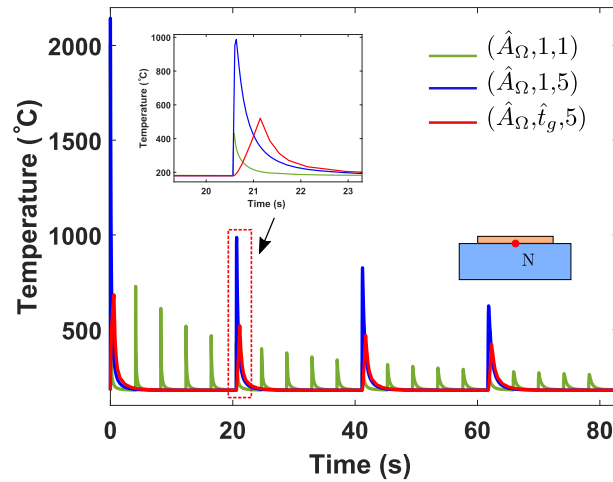 2000
1500
1000
500
Temperature (°C)
0
20
40
60
80
Time (s)
1000
800
600
400
200
Temperature (°C)
20
21
22
23
Time (s)
(Â_Ω,1,1)
(Â_Ω,1,5)
(Â_Ω,t̂_g,5)
N